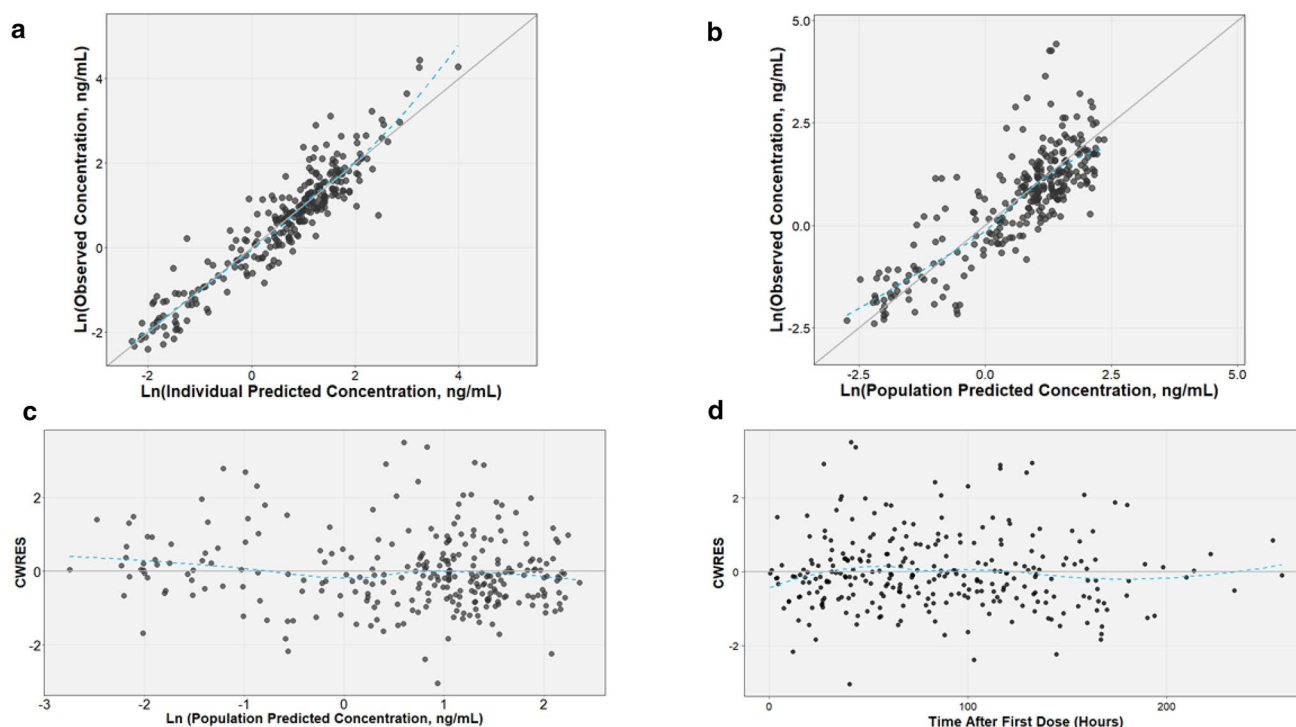 a
Ln(Observed Concentration, ng/mL)
4
2
0
-2
-2
0
2
4
Ln(Individual Predicted Concentration, ng/mL)
b
Ln(Observed Concentration, ng/mL)
5.0
2.5
0.0
-2.5
-2.5
0.0
2.5
5.0
Ln(Population Predicted Concentration, ng/mL)
c
CWRES
2
0
-2
-3
-2
-1
0
1
2
Ln (Population Predicted Concentration, ng/mL)
d
CWRES
2
0
-2
0
100
200
Time After First Dose (Hours)